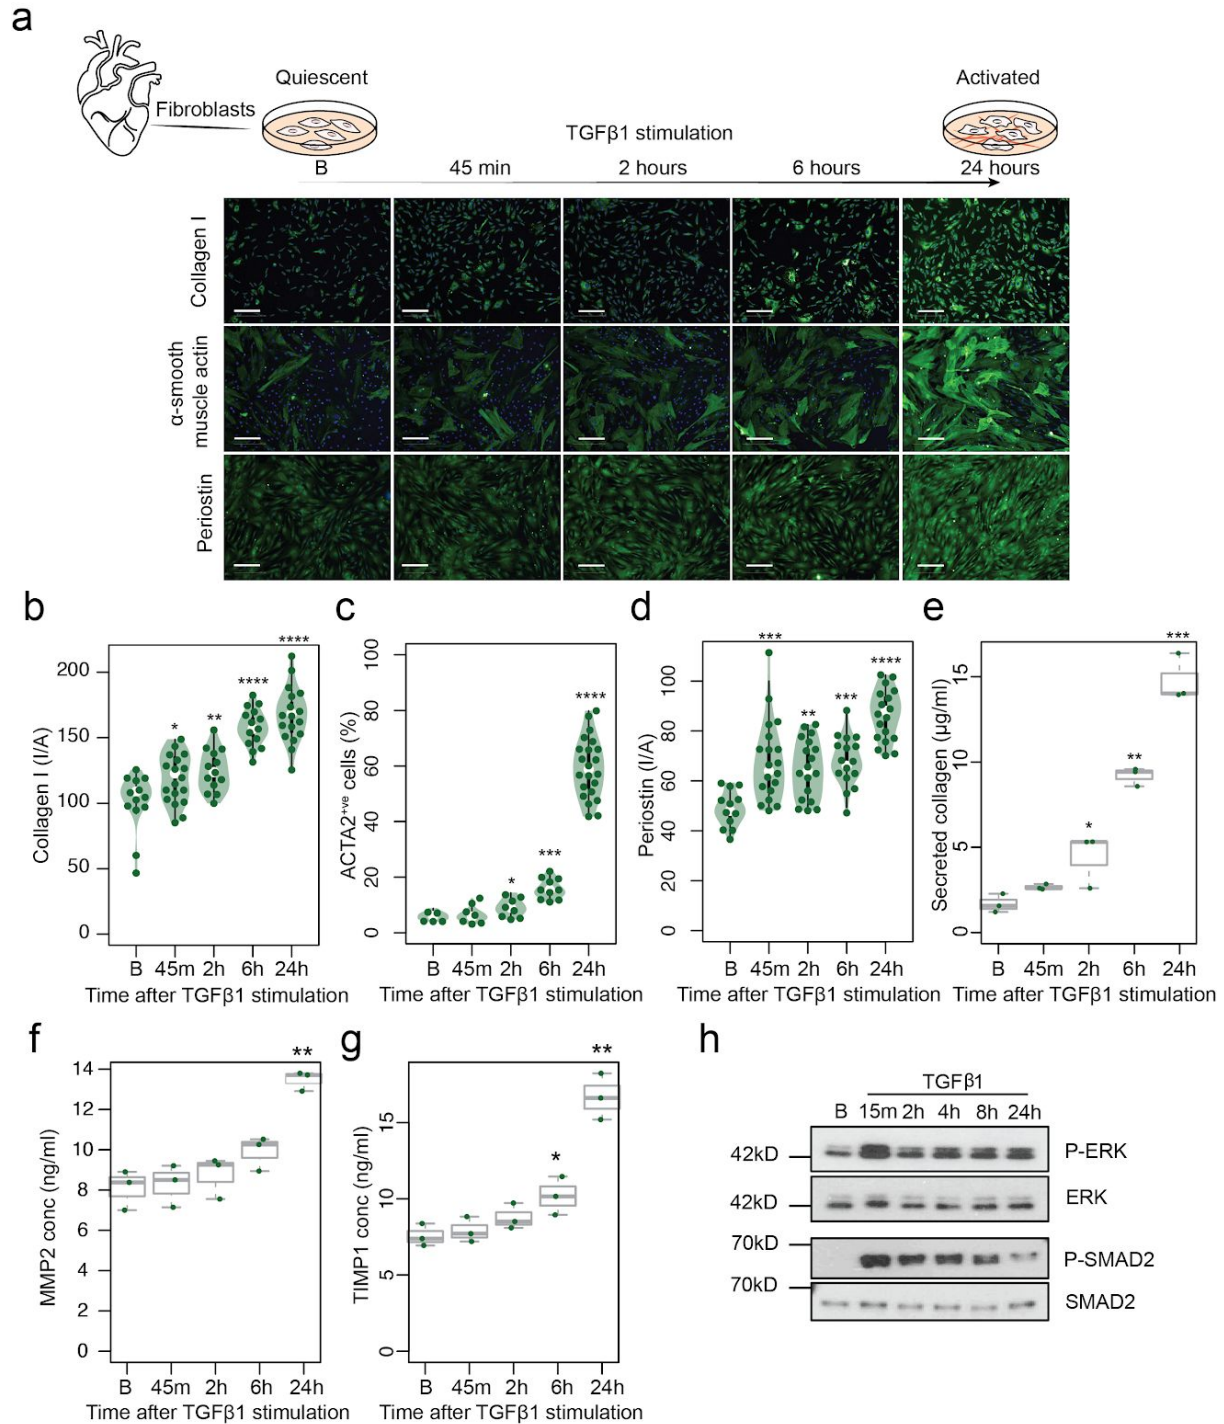 a
Quiescent
Activated
Fibroblasts
TGFβ1 stimulation
B 45 min 2 hours 6 hours 24 hours
Collagen I
α-smooth
muscle actin
Periostin
b
Collagen I (I/A)
200
150
100
50
0
* ** **** ****
B 45m 2h 6h 24h
Time after TGFβ1 stimulation
c
ACTA2+ve cells (%)
100
80
60
40
20
0
* *** ****
B 45m 2h 6h 24h
Time after TGFβ1 stimulation
d
Periostin (I/A)
100
80
60
40
20
0
*** ** *** ****
B 45m 2h 6h 24h
Time after TGFβ1 stimulation
e
Secreted collagen (µg/ml)
15
10
5
0
* ** ***
B 45m 2h 6h 24h
Time after TGFβ1 stimulation
f
MMP2 conc (ng/ml)
14
12
10
8
6
4
2
0
**
B 45m 2h 6h 24h
Time after TGFβ1 stimulation
g
TIMP1 conc (ng/ml)
15
10
5
0
* **
B 45m 2h 6h 24h
Time after TGFβ1 stimulation
h
TGFβ1
B 15m 2h 4h 8h 24h
42kD P-ERK
42kD ERK
70kD P-SMAD2
70kD SMAD2